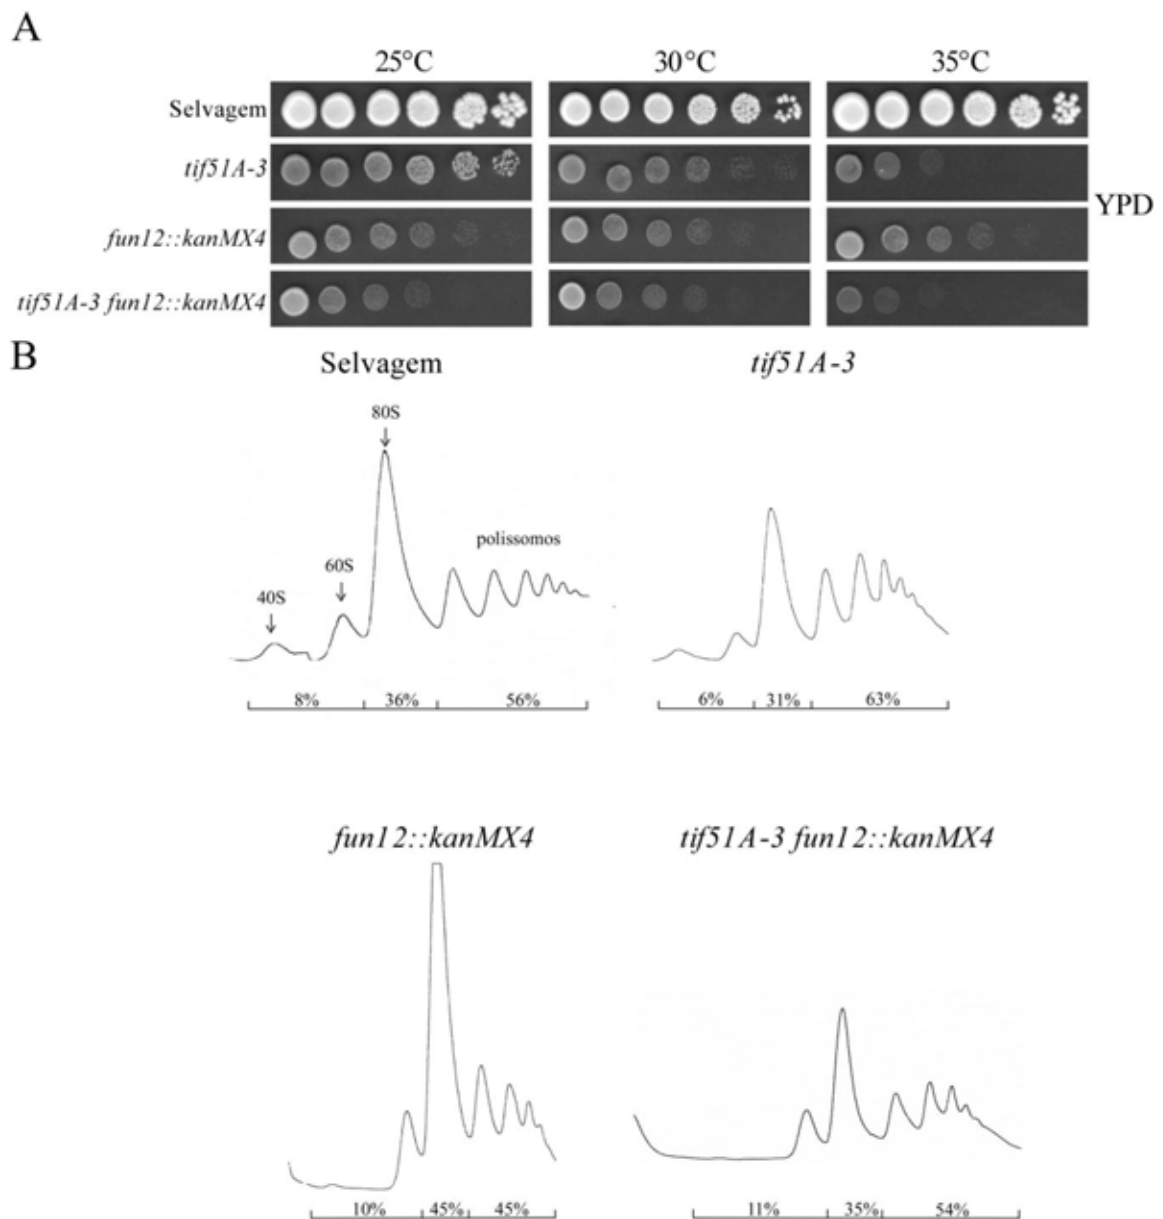 A
25°C 30°C 35°C
Selvagem
tif51A-3
fun12::kanMX4
tif51A-3 fun12::kanMX4
YPD
B
Selvagem tif51A-3
80S
polissomos
60S
40S
8% 36% 56% 6% 31% 63%
fun12::kanMX4 tif51A-3 fun12::kanMX4
10% 45% 45% 11% 35% 54%